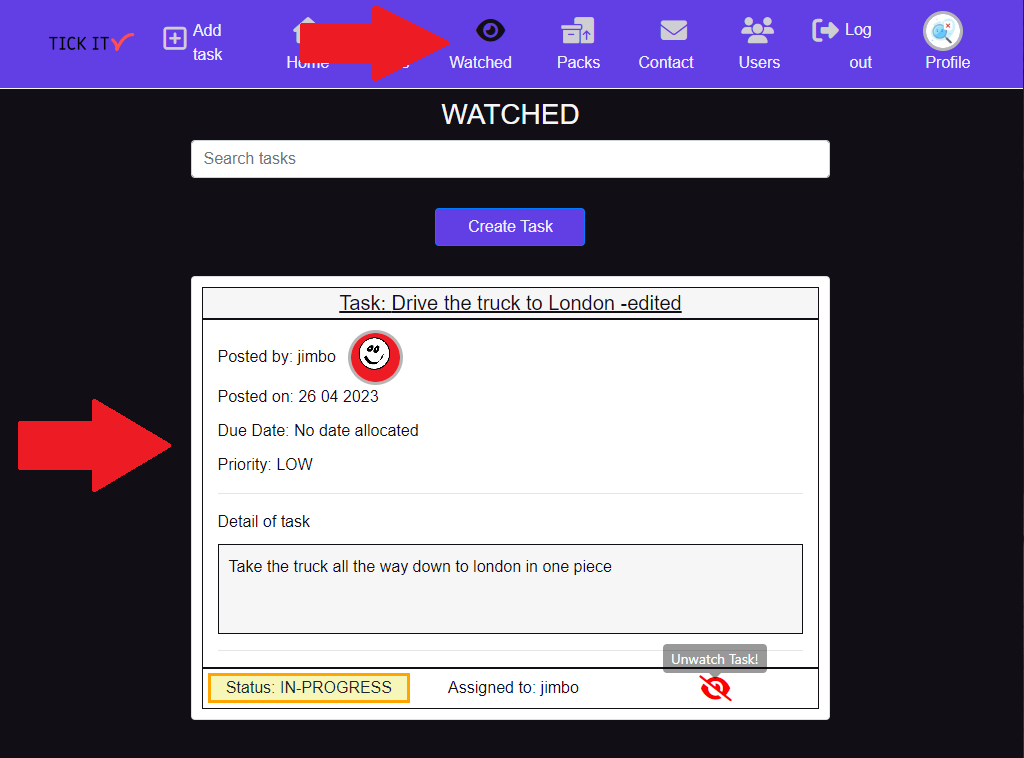 TICK IT
Add
task
Home
Watched
Packs
Contact
Users
Log
out
Profile
WATCHED
Search tasks
Create Task
Task: Drive the truck to London -edited
Posted by: jimbo
Posted on: 26 04 2023
Due Date: No date allocated
Priority: LOW
Detail of task
Take the truck all the way down to london in one piece
Unwatch Task!
Status: IN-PROGRESS
Assigned to: jimbo